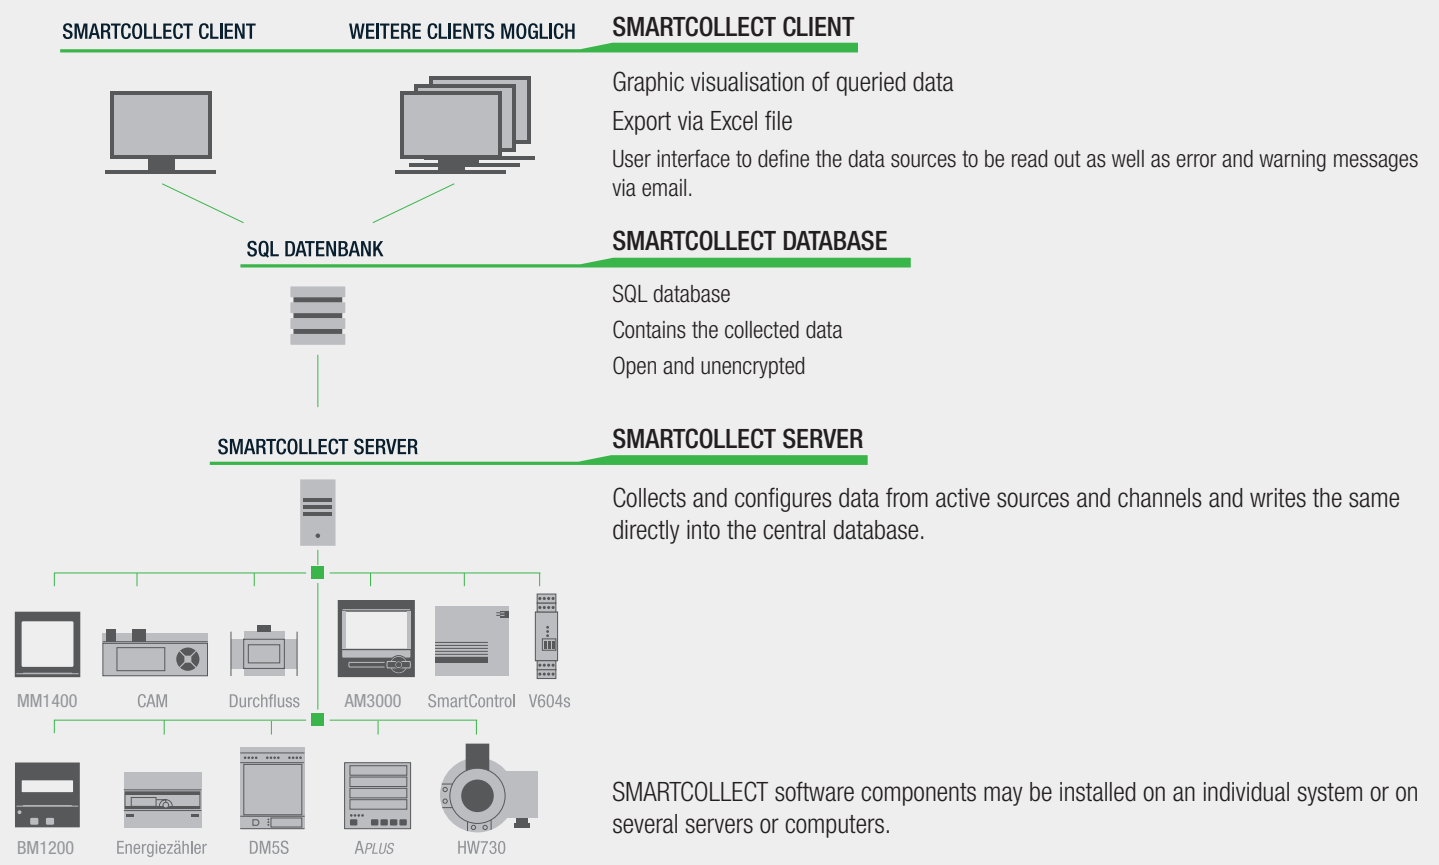 SMARTCOLLECT CLIENT
WEITERE CLIENTS MOGLICH
SMARTCOLLECT CLIENT
Graphic visualisation of queried data
Export via Excel file
User interface to define the data sources to be read out as well as error and warning messages
via email.
SQL DATENBANK
SMARTCOLLECT DATABASE
SQL database
Contains the collected data
Open and unencrypted
SMARTCOLLECT SERVER
SMARTCOLLECT SERVER
Collects and configures data from active sources and channels and writes the same
directly into the central database.
MM1400
CAM
Durchfluss
AM3000
SmartControl
V604s
BM1200
Energiezähler
DM5S
APLUS
HW730
SMARTCOLLECT software components may be installed on an individual system or on
several servers or computers.